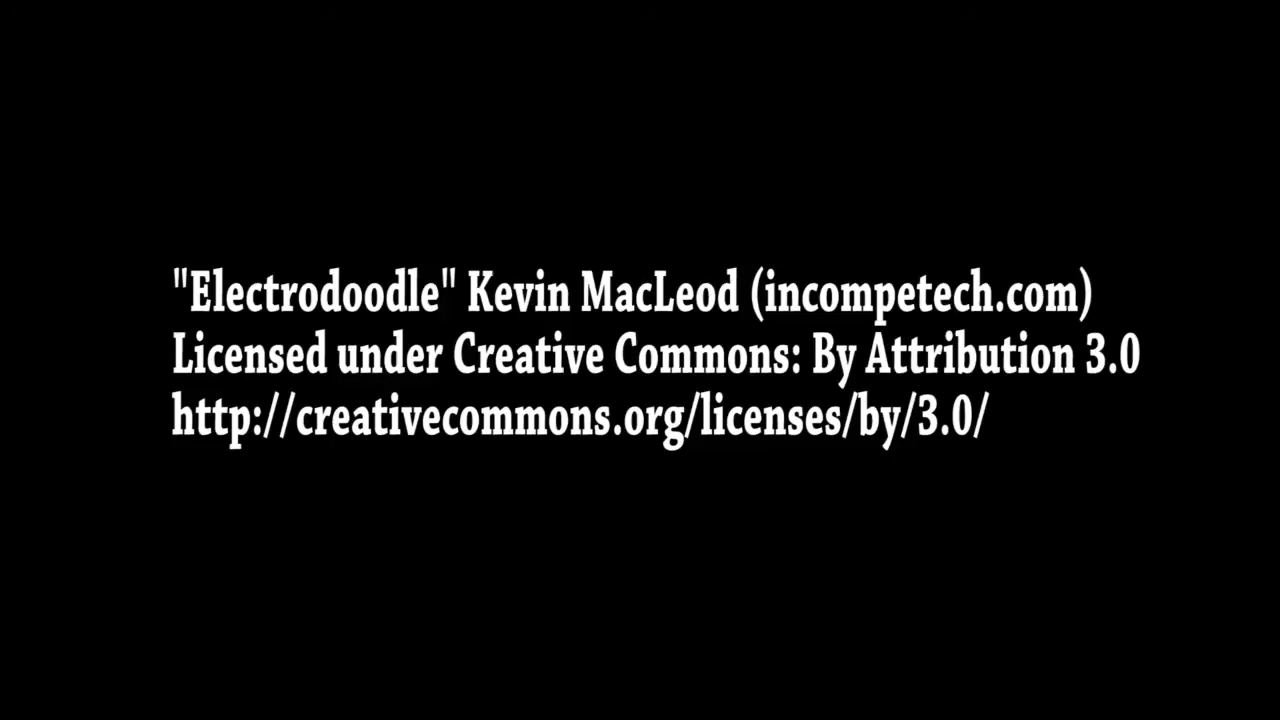 "Electrodoodle" Kevin MacLeod (incompetech.com)
Licensed under Creative Commons: By Attribution 3.0
http://creativecommons.org/licenses/by/3.0/